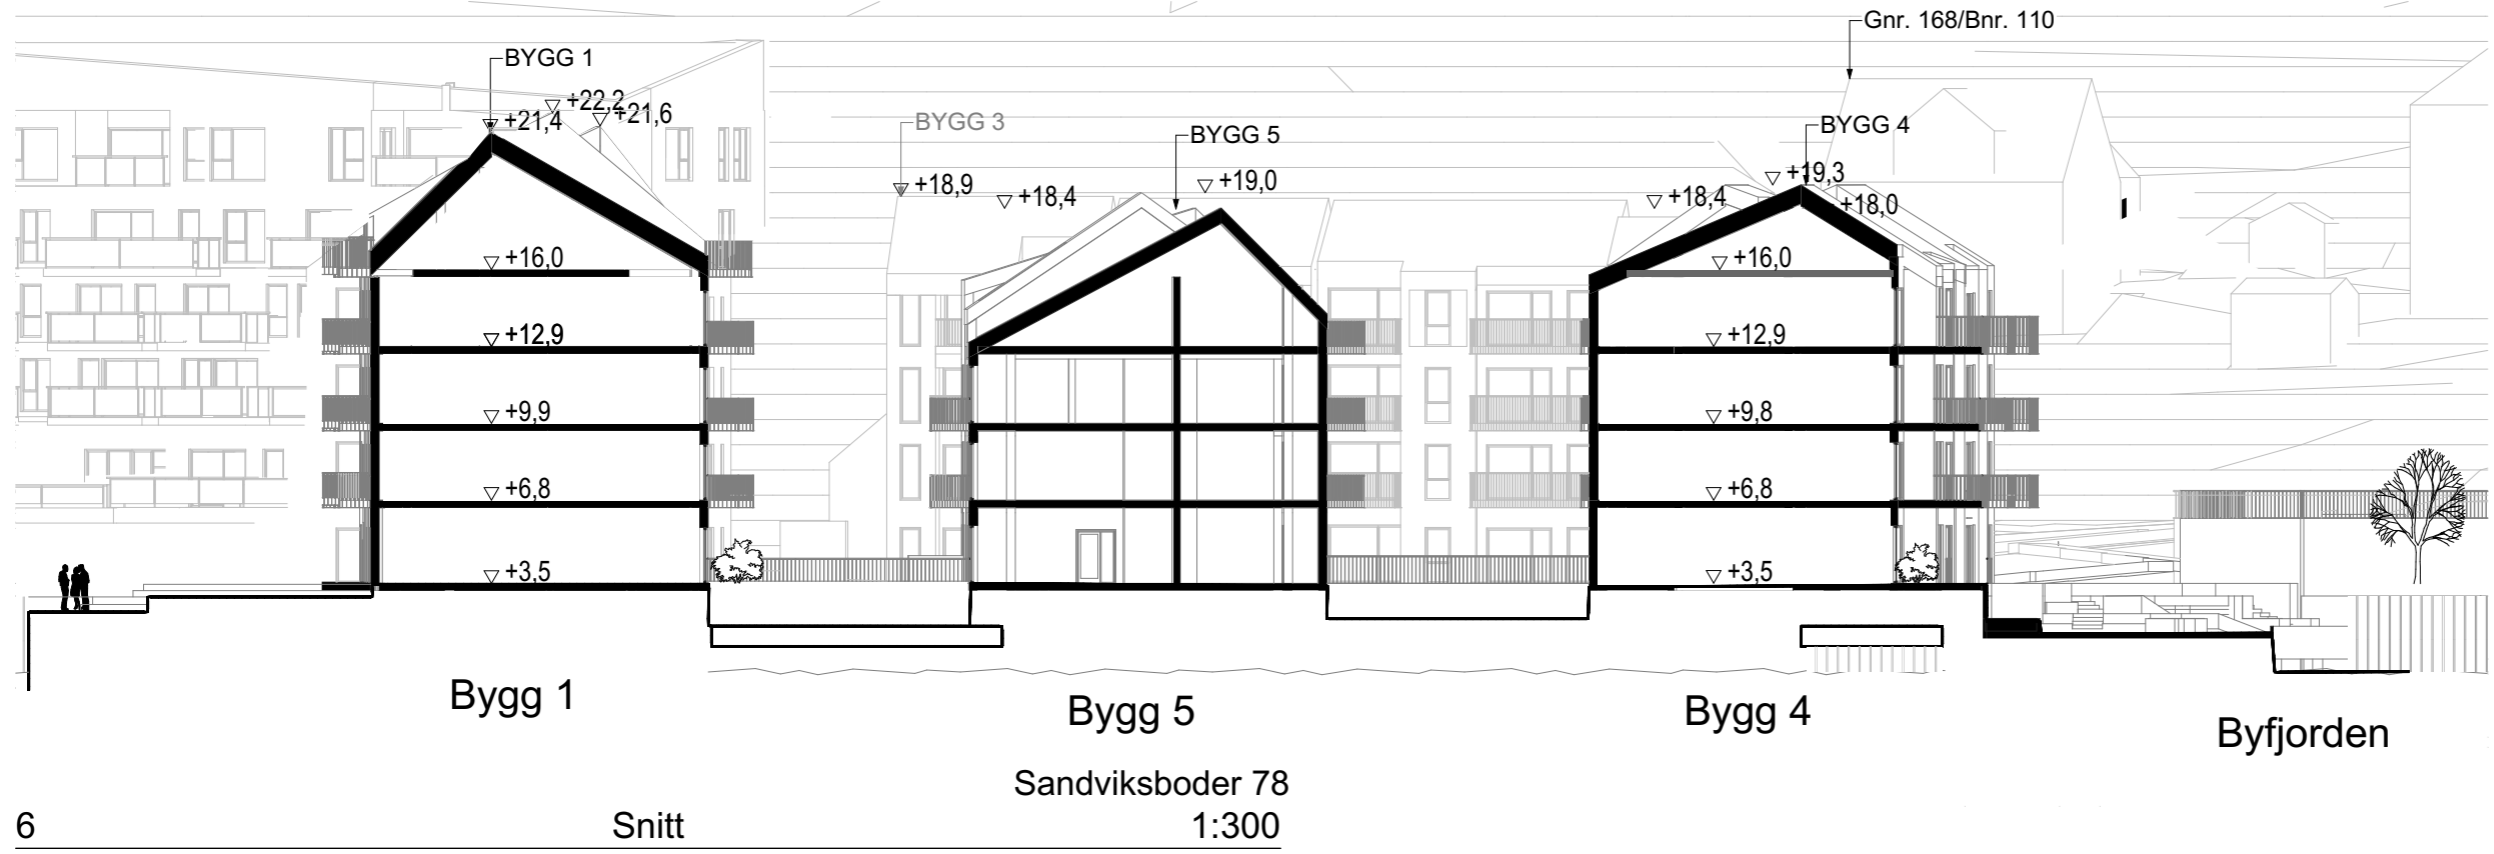 Gnr. 168/Bnr. 110
BYGG 1
+22,2
+21,6
+21,4
BYGG 3
BYGG 5
BYGG 4
+18,9
+18,4
+19,0
+18,4
+19,3
+18,0
+16,0
+16,0
+12,9
+12,9
+9,9
+9,8
+6,8
+6,8
+3,5
+3,5
Bygg 1
Bygg 5
Bygg 4
Byfjorden
Sandviksboder 78
6 Snitt 1:300